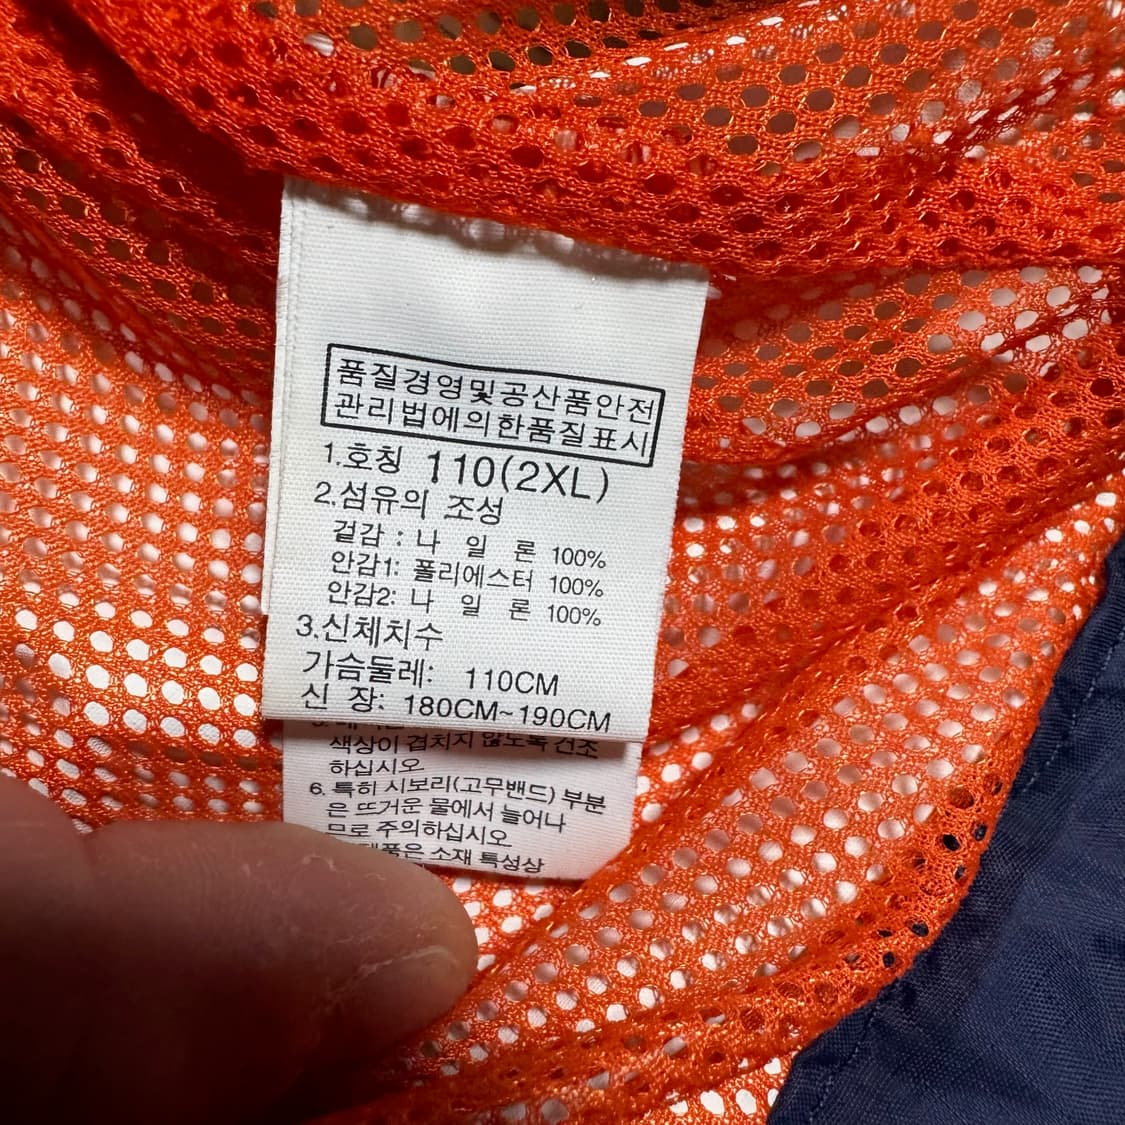 품질경영및공산품안전
관리법에의한품질표시
1.호칭 110(2XL)
2.섬유의 조성
겉감 : 나 일 론 100%
안감1: 폴리에스터 100%
안감2: 나 일 론 100%
3.신체치수
가슴둘레: 110CM
신 장: 180CM~190CM
색상이 겹치지 않도록 건조
하십시오
6. 특히 시보리(고무밴드) 부분
은 뜨거운 물에서 늘어나
므로 주의하십시오
소재 특성상